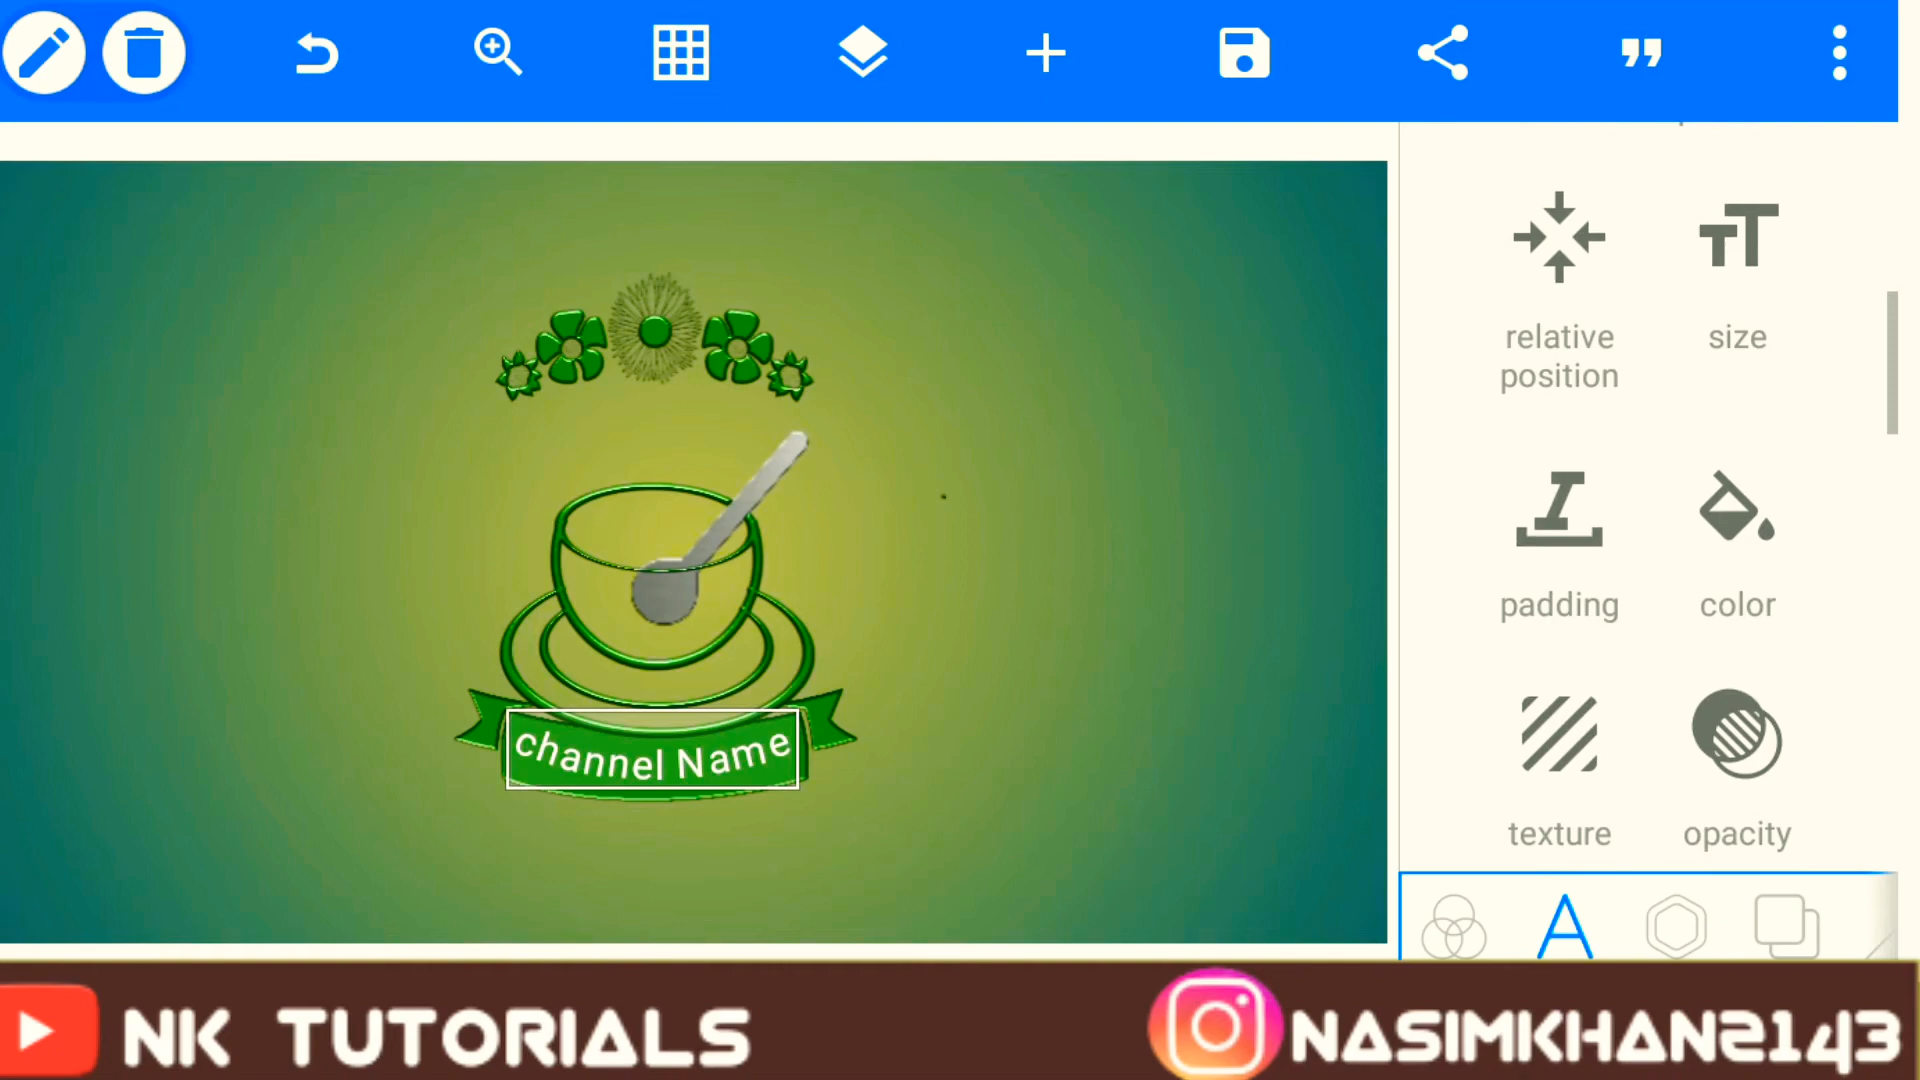 relative
position
size
padding
color
texture
opacity
channel Name
NK TUTORIALS
NASIMKHAN2143